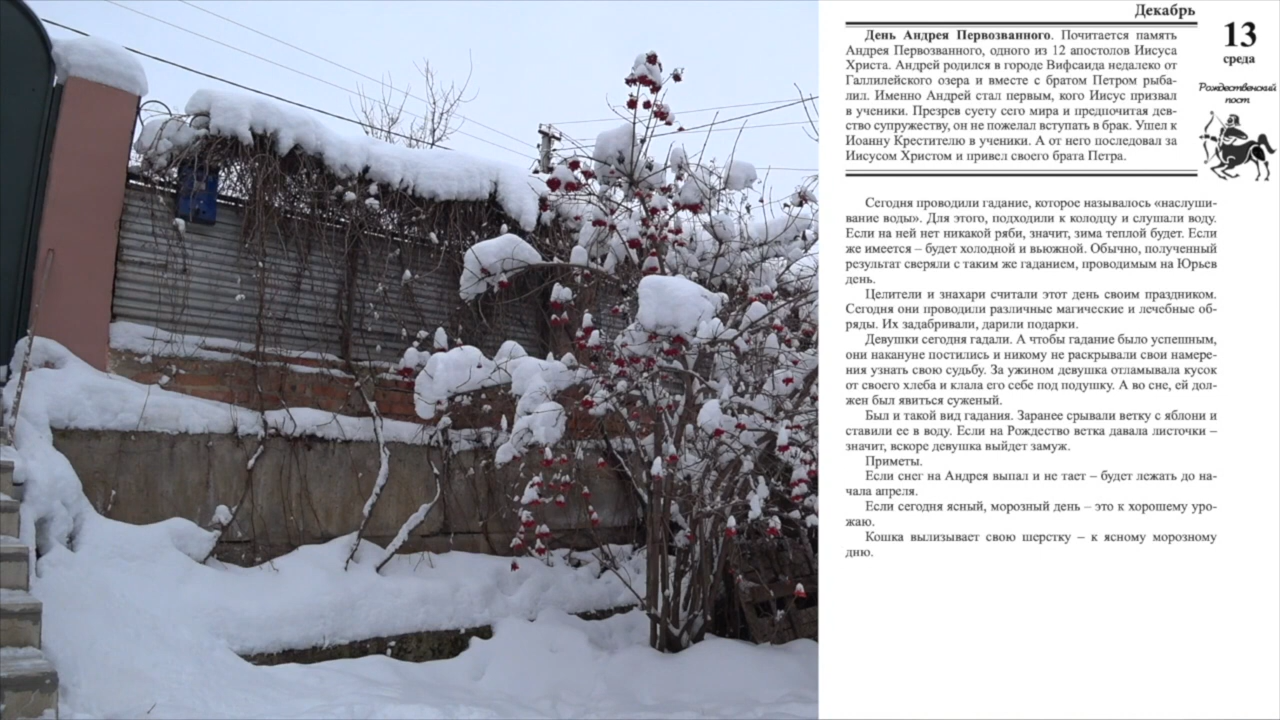 Декабрь
День Андрея Первозванного. Почитается память
Андрея Первозванного, одного из 12 апостолов Иисуса
Христа. Андрей родился в городе Вифсаида недалеко от
Галлилейского озера и вместе с братом Петром рыба-
лил. Именно Андрей стал первым, кого Иисус призвал
в ученики. Презрев суету сего мира и предпочитая дев-
ство супружеству, он не пожелал вступать в брак. Ушел к
Иоанну Крестителю в ученики. А от него последовал за
Иисусом Христом и привел своего брата Петра.
13
среда
Рождественский
пост
Сегодня проводили гадание, которое называлось «наслуши-
вание воды». Для этого, подходили к колодцу и слушали воду.
Если на ней нет никакой ряби, значит, зима теплой будет. Если
же имеется – будет холодной и вьюжной. Обычно, полученный
результат сверяли с таким же гаданием, проводимым на Юрьев
день.
Целители и знахари считали этот день своим праздником.
Сегодня они проводили различные магические и лечебные об-
ряды. Их задабривали, дарили подарки.
Девушки сегодня гадали. А чтобы гадание было успешным,
они накануне постились и никому не раскрывали свои намере-
ния узнать свою судьбу. За ужином девушка отламывала кусок
от своего хлеба и клала его себе под подушку. А во сне, ей дол-
жен был явиться суженый.
Был и такой вид гадания. Заранее срывали ветку с яблони и
ставили ее в воду. Если на Рождество ветка давала листочки –
значит, вскоре девушка выйдет замуж.
Приметы.
Если снег на Андрея выпал и не тает – будет лежать до на-
чала апреля.
Если сегодня ясный, морозный день – это к хорошему уро-
жаю.
Кошка вылизывает свою шерстку – к ясному морозному
дню.